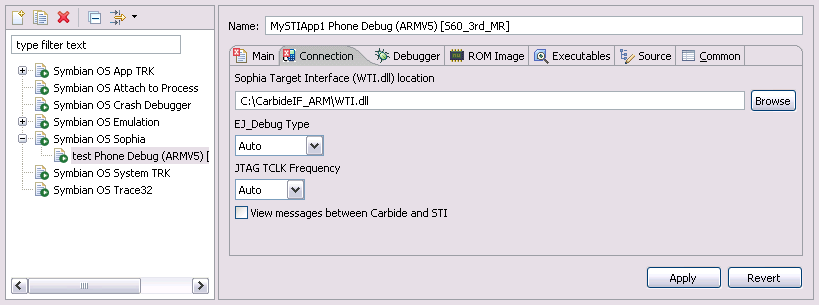 type filter text
Symbian OS App TRK
Symbian OS Attach to Process
Symbian OS Crash Debugger
Symbian OS Emulation
Symbian OS Sophia
test Phone Debug (ARMV5) [
Symbian OS System TRK
Symbian OS Trace32
Name: MySTIApp1 Phone Debug (ARMV5) [S60_3rd_MR]
Main Connection Debugger ROM Image Executables Source Common
Sophia Target Interface (WTI.dll) location
C:\CarbideIF_ARM\WTI.dll Browse
EJ_Debug Type
Auto
JTAG TCLK Frequency
Auto
View messages between Carbide and STI
Apply Revert